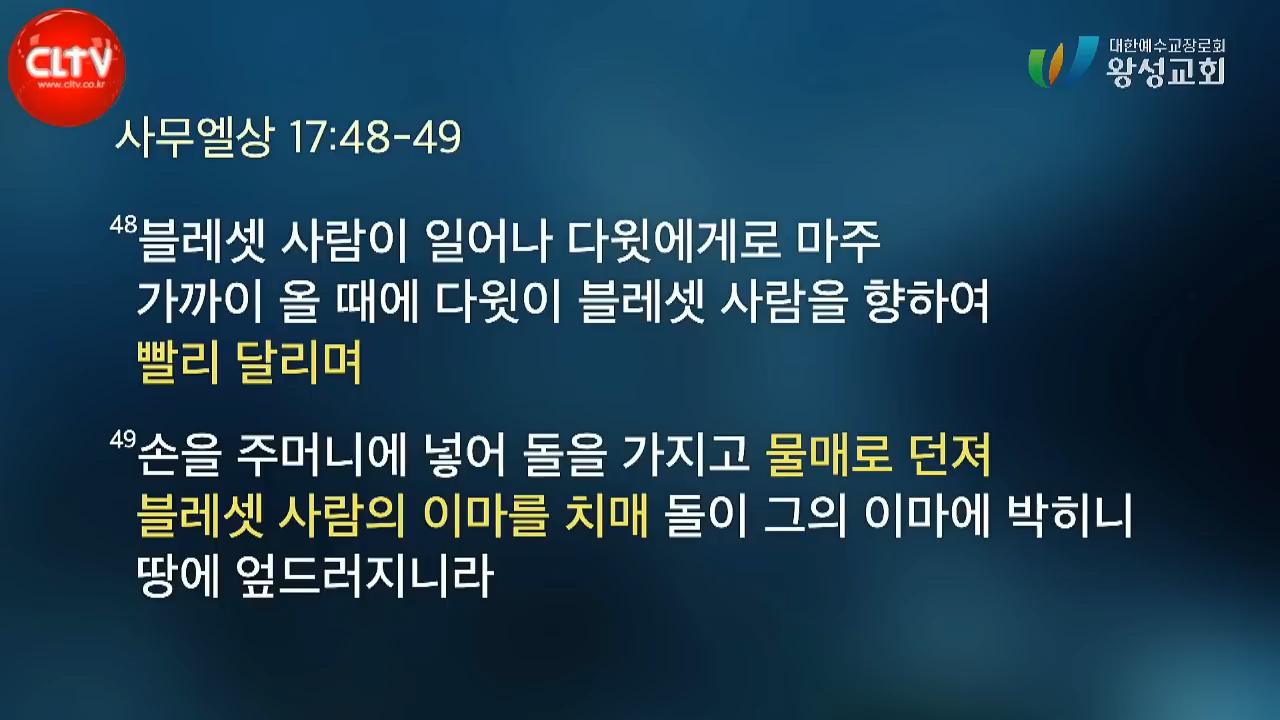 CLTV
www.cltv.co.kr
대한예수교장로회
왕성교회
사무엘상 17:48-49
48블레셋 사람이 일어나 다윗에게로 마주
가까이 올 때에 다윗이 블레셋 사람을 향하여
빨리 달리며
49손을 주머니에 넣어 돌을 가지고 물매로 던져
블레셋 사람의 이마를 치매 돌이 그의 이마에 박히니
땅에 엎드러지니라